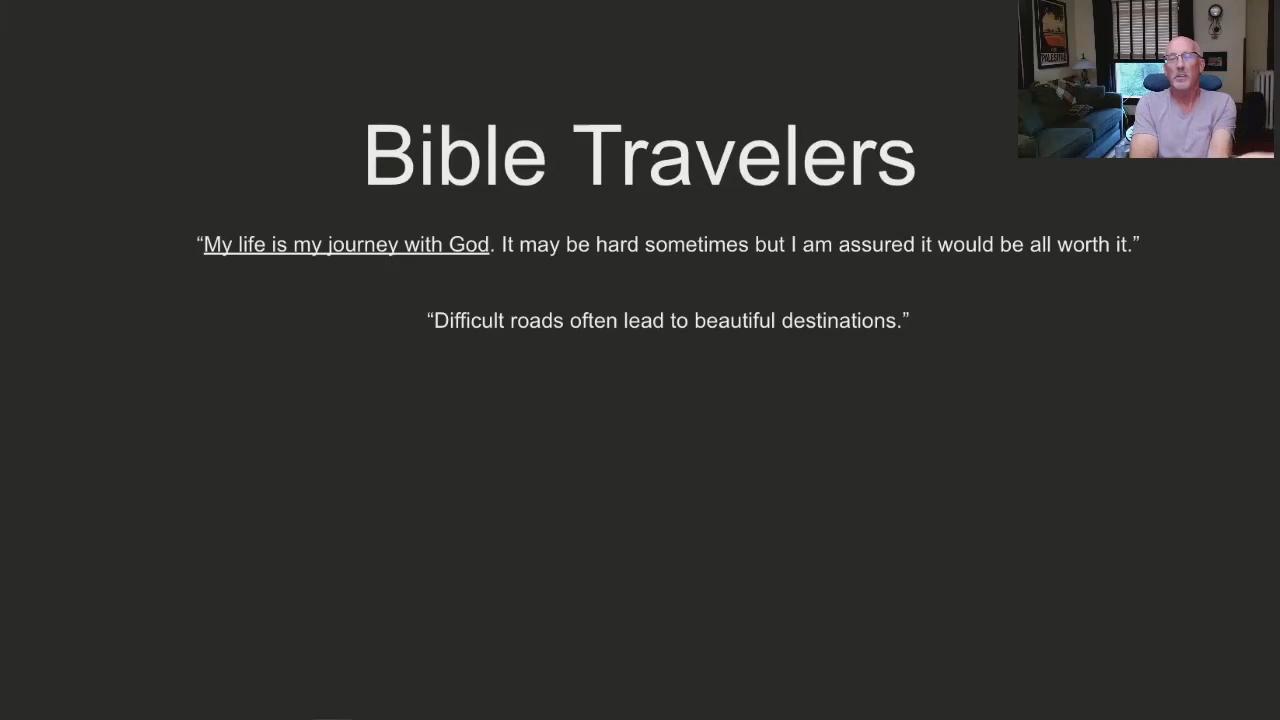 Bible Travelers
“My life is my journey with God. It may be hard sometimes but I am assured it would be all worth it.”
“Difficult roads often lead to beautiful destinations.”
PALESTINE